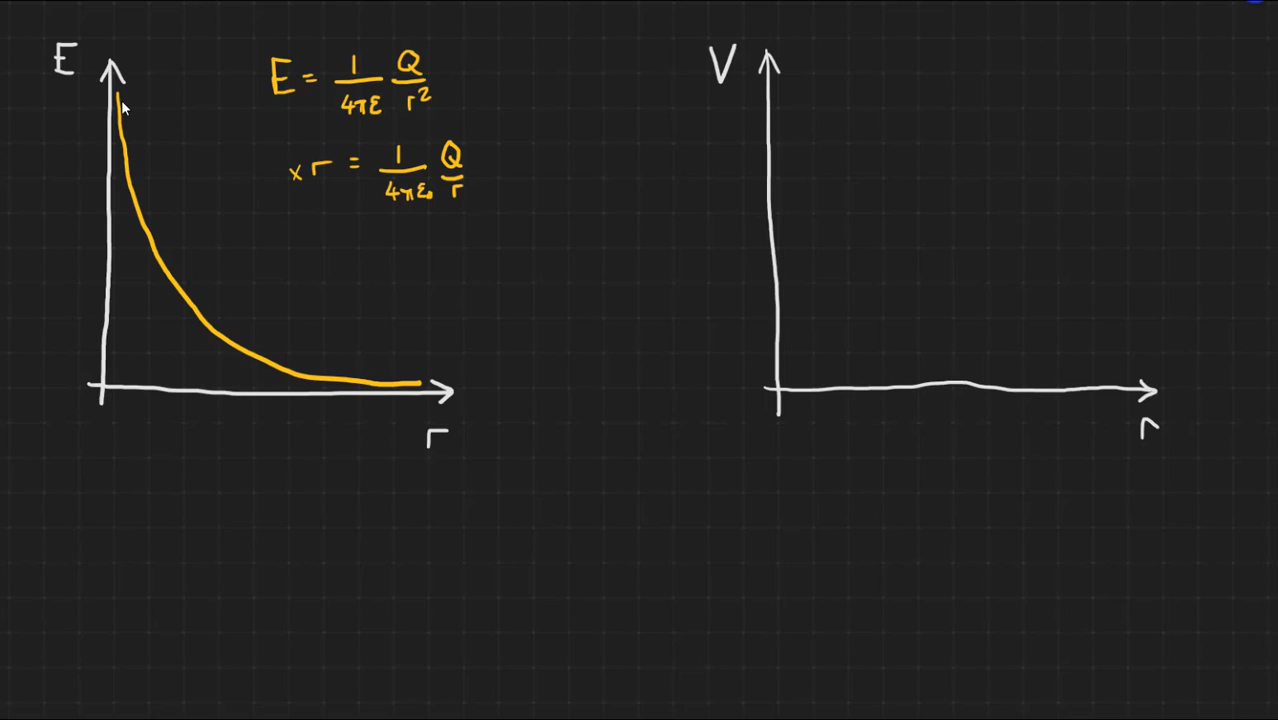 E
E = 1/4πε Q/r²
x r = 1/4πε₀ Q/r
r
V
r